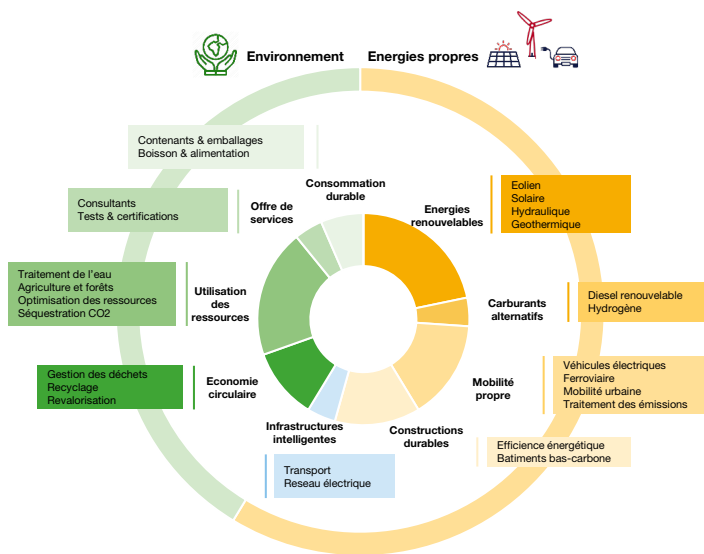 Environnement
Energies propres
Contenants & emballages
Boisson & alimentation
Consommation
durable
Consultants
Tests & certifications
Offre de
services
Energies
renouvelables
Eolien
Solaire
Hydraulique
Geothermique
Traitement de l'eau
Agriculture et forêts
Optimisation des ressources
Séquestration CO2
Utilisation
des
ressources
Carburants
alternatifs
Diesel renouvelable
Hydrogène
Gestion des déchets
Recyclage
Revalorisation
Economie
circulaire
Mobilité
propre
Véhicules électriques
Ferroviaire
Mobilité urbaine
Traitement des émissions
Infrastructures
intelligentes
Constructions
durables
Efficience énergétique
Batiments bas-carbone
Transport
Reseau électrique